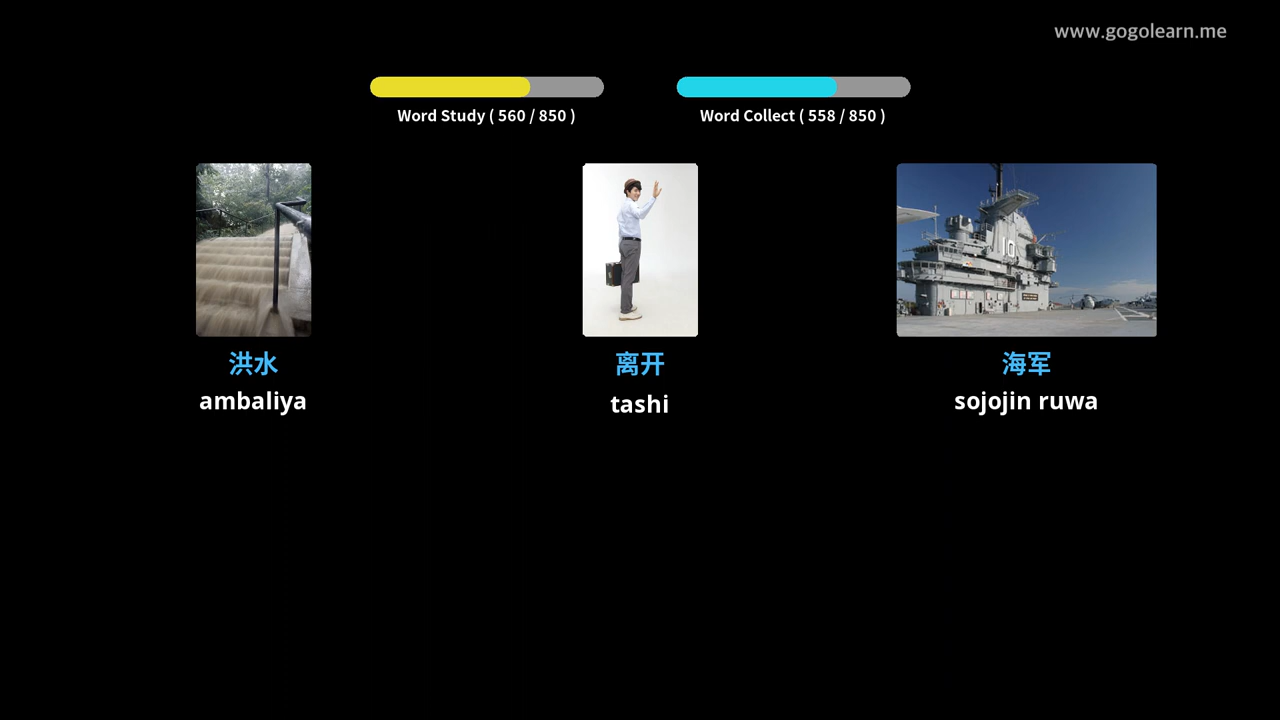 www.gogolearn.me
Word Study ( 560 / 850 )
Word Collect ( 558 / 850 )
16
洪水
离开
海军
ambaliya
tashi
sojojin ruwa